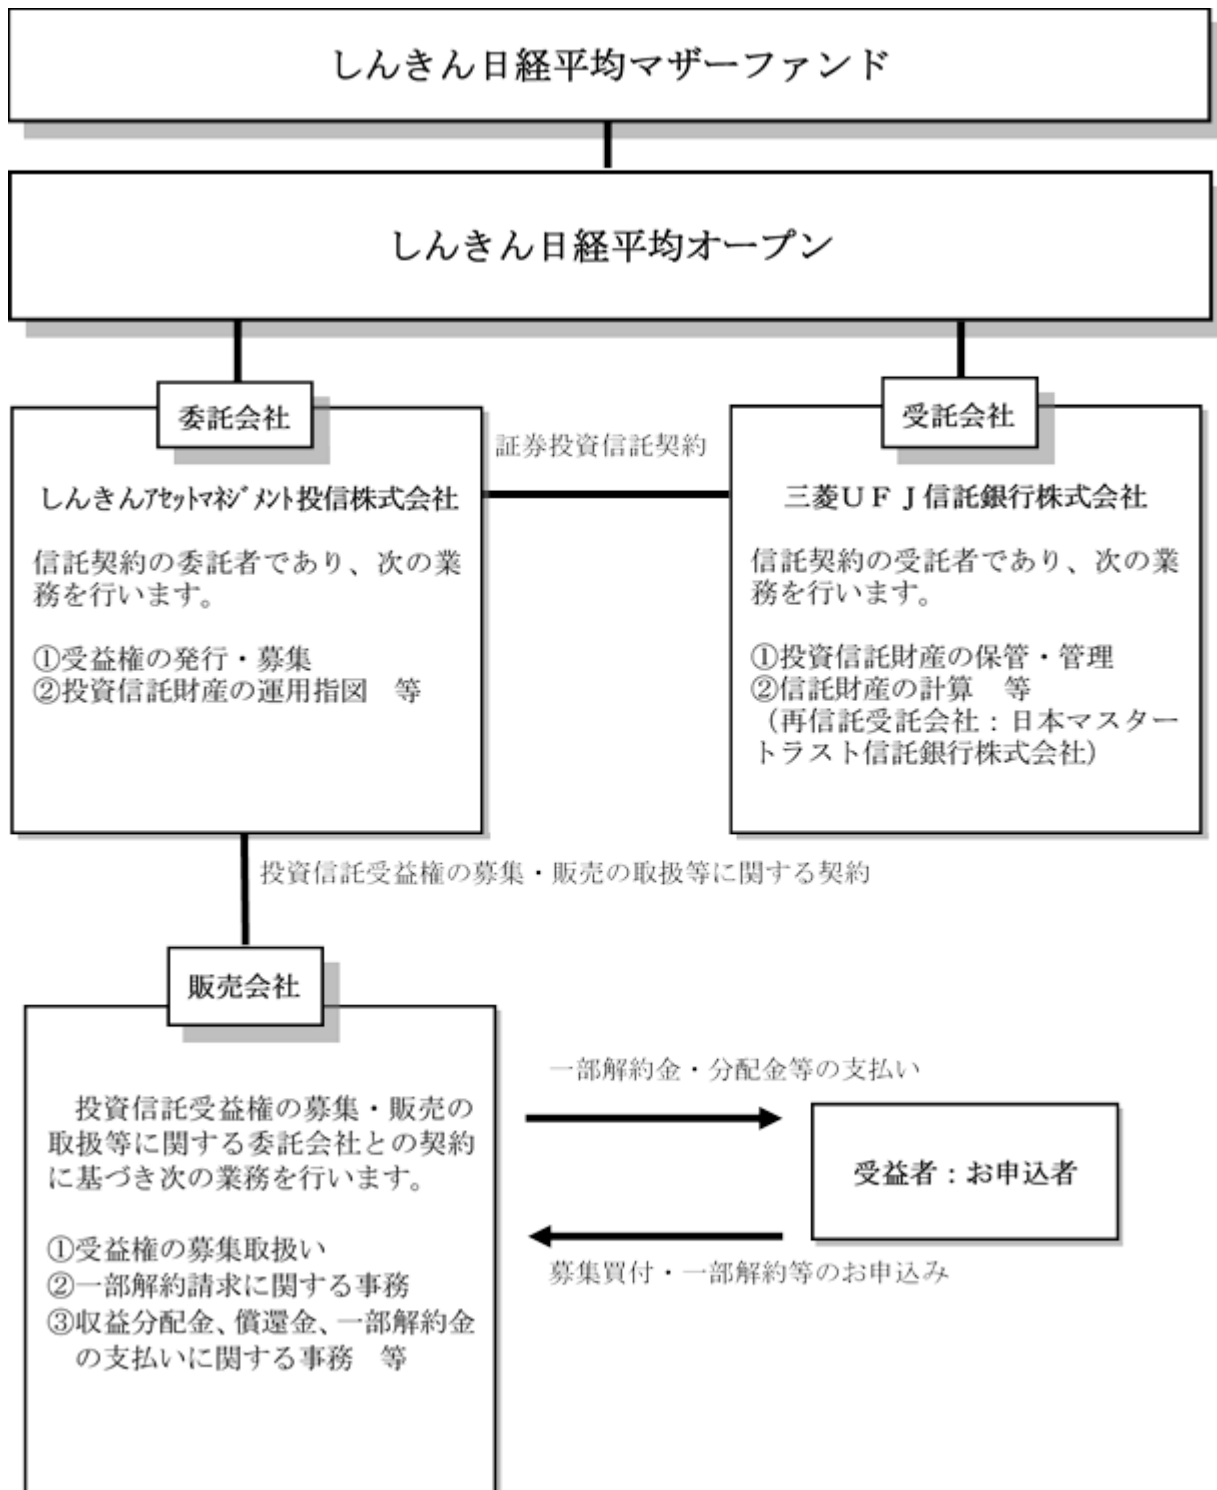 しんきん日経平均マザーファンド
しんきん日経平均オープン
委託会社
しんきんｱｾｯﾄﾏﾈｼﾞﾒﾝﾄ投信株式会社
信託契約の委託者であり、次の業
務を行います。
①受益権の発行・募集
②投資信託財産の運用指図　等
証券投資信託契約
受託会社
三菱ＵＦＪ信託銀行株式会社
信託契約の受託者であり、次の業
務を行います。
①投資信託財産の保管・管理
②信託財産の計算　等
（再信託受託会社：日本マスター
トラスト信託銀行株式会社）
投資信託受益権の募集・販売の取扱等に関する契約
販売会社
投資信託受益権の募集・販売の
取扱等に関する委託会社との契約
に基づき次の業務を行います。
①受益権の募集取扱い
②一部解約請求に関する事務
③収益分配金、償還金、一部解約金
の支払いに関する事務　等
一部解約金・分配金等の支払い
受益者：お申込者
募集買付・一部解約等のお申込み